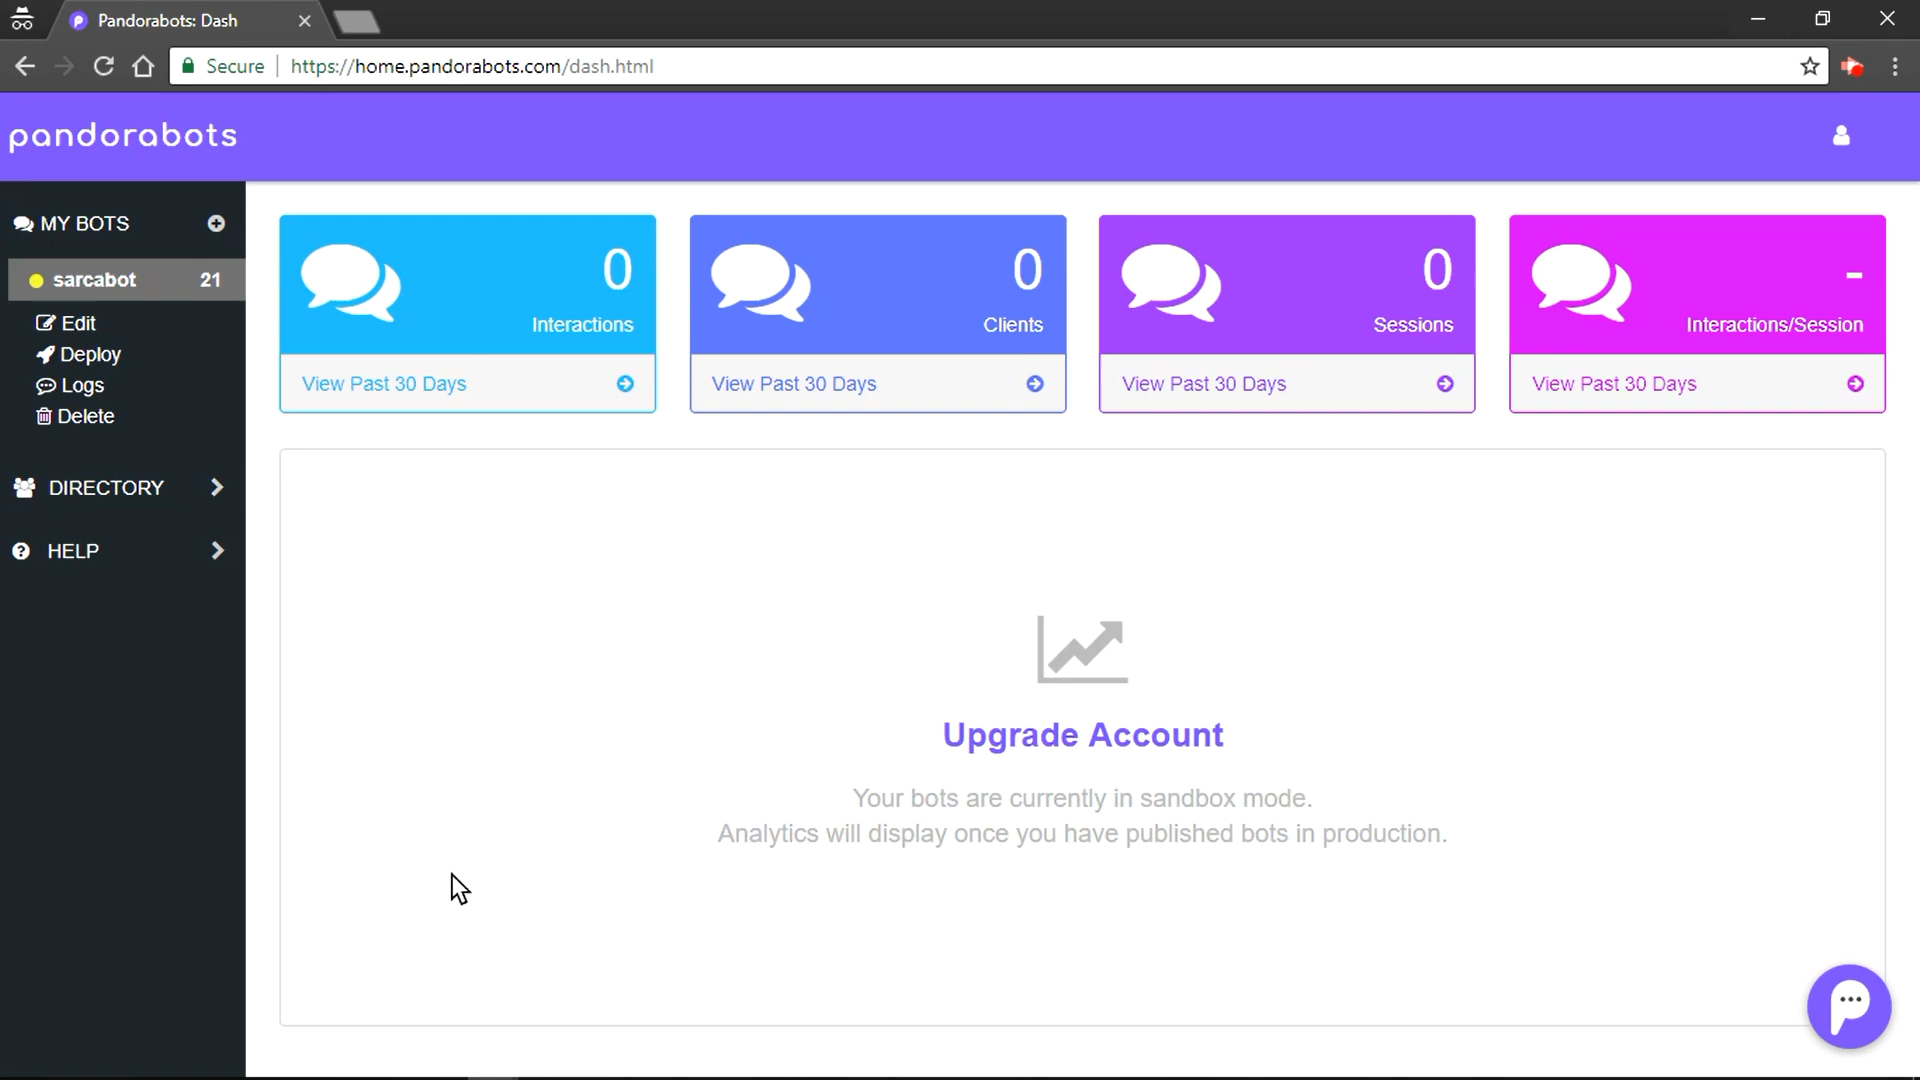 Pandorabots: Dash
Secure
https://home.pandorabots.com/dash.html
pandorabots
MY BOTS
sarcabot 21
Edit
Deploy
Logs
Delete
DIRECTORY
HELP
0
Interactions
View Past 30 Days
0
Clients
View Past 30 Days
0
Sessions
View Past 30 Days
-
Interactions/Session
View Past 30 Days
Upgrade Account
Your bots are currently in sandbox mode.
Analytics will display once you have published bots in production.